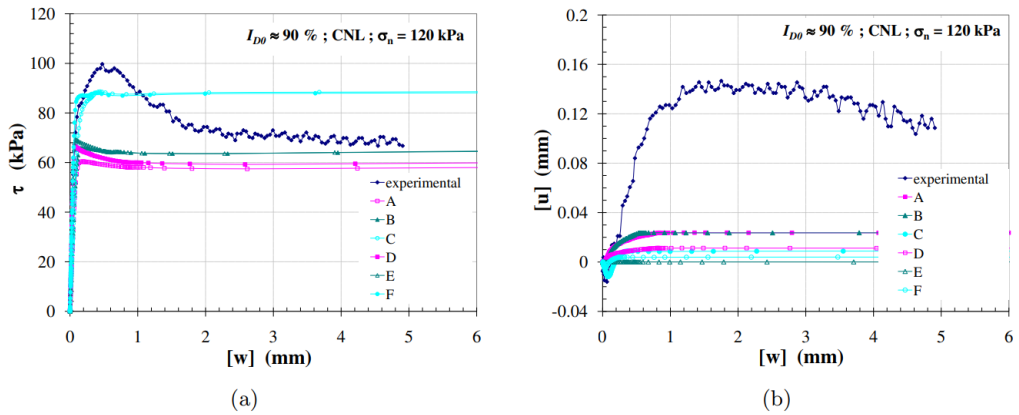 I_D0 ≈ 90 % ; CNL ; σ_n = 120 kPa
120
100
80
60
40
20
0
τ (kPa)
experimental
A
B
C
D
E
F
0 1 2 3 4 5 6
[w] (mm)
(a)
I_D0 ≈ 90 % ; CNL ; σ_n = 120 kPa
0.2
0.16
0.12
0.08
0.04
0
-0.04
[u] (mm)
experimental
A
B
C
D
E
F
0 1 2 3 4 5 6
[w] (mm)
(b)